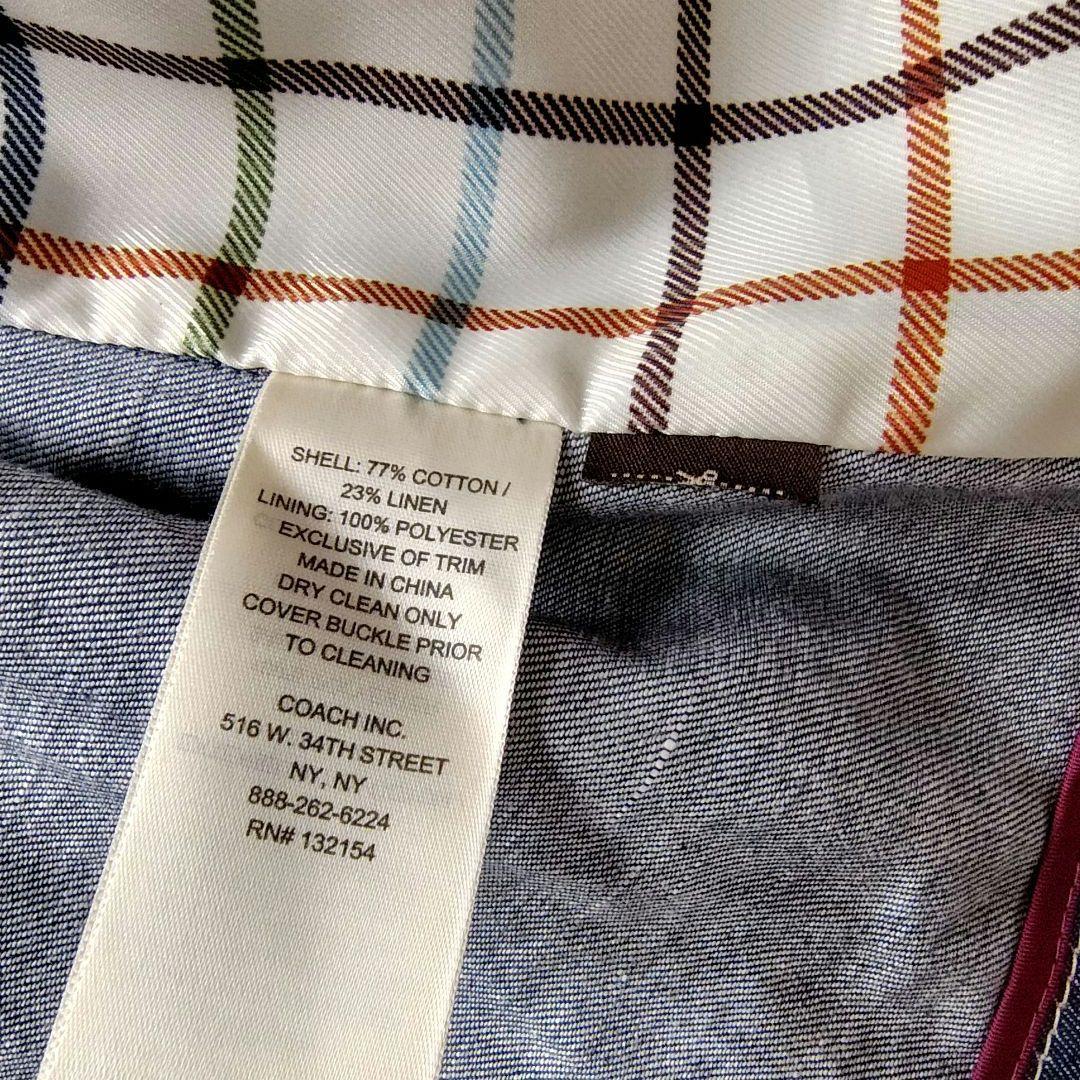 SHELL: 77% COTTON /
23% LINEN
LINING: 100% POLYESTER
EXCLUSIVE OF TRIM
MADE IN CHINA
DRY CLEAN ONLY
COVER BUCKLE PRIOR
TO CLEANING
COACH INC.
516 W. 34TH STREET
NY, NY
888-262-6224
RN# 132154